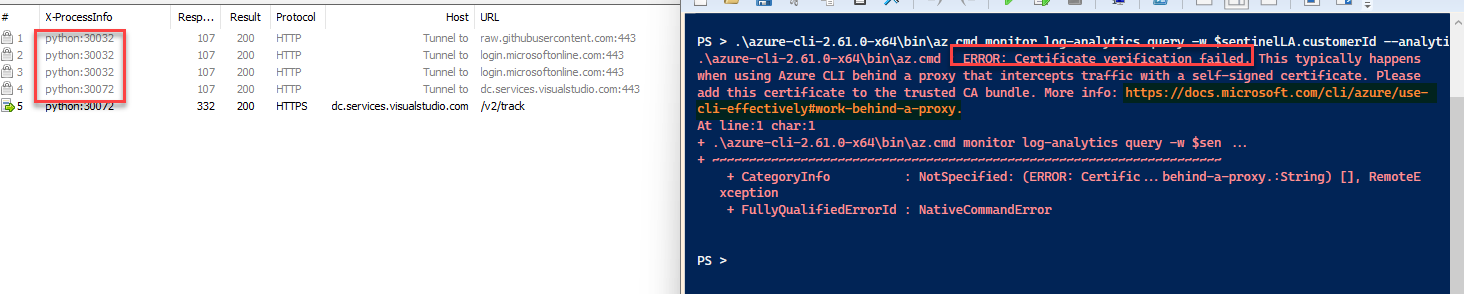 # X-ProcessInfo Resp... Result Protocol Host URL
1 python:30032 107 200 HTTP Tunnel to raw.githubusercontent.com:443
2 python:30032 107 200 HTTP Tunnel to login.microsoftonline.com:443
3 python:30032 107 200 HTTP Tunnel to login.microsoftonline.com:443
4 python:30072 107 200 HTTP Tunnel to dc.services.visualstudio.com:443
5 python:30072 332 200 HTTPS dc.services.visualstudio.com /v2/track
PS > .\azure-cli-2.61.0-x64\bin\az.cmd monitor log-analytics query -w $sentinelLA.customerId --analyti
.\azure-cli-2.61.0-x64\bin\az.cmd : ERROR: Certificate verification failed. This typically happens
when using Azure CLI behind a proxy that intercepts traffic with a self-signed certificate. Please
add this certificate to the trusted CA bundle. More info: https://docs.microsoft.com/cli/azure/use-
cli-effectively#work-behind-a-proxy.
At line:1 char:1
+ .\azure-cli-2.61.0-x64\bin\az.cmd monitor log-analytics query -w $sen ...
+ ~~~~~~~~~~~~~~~~~~~~~~~~~~~~~~~~~~~~~~~~~~~~~~~~~~~~~~~~~~~~~~~~~~~~~
+ CategoryInfo : NotSpecified: (ERROR: Certific...behind-a-proxy.:String) [], RemoteE
xception
+ FullyQualifiedErrorId : NativeCommandError
PS >